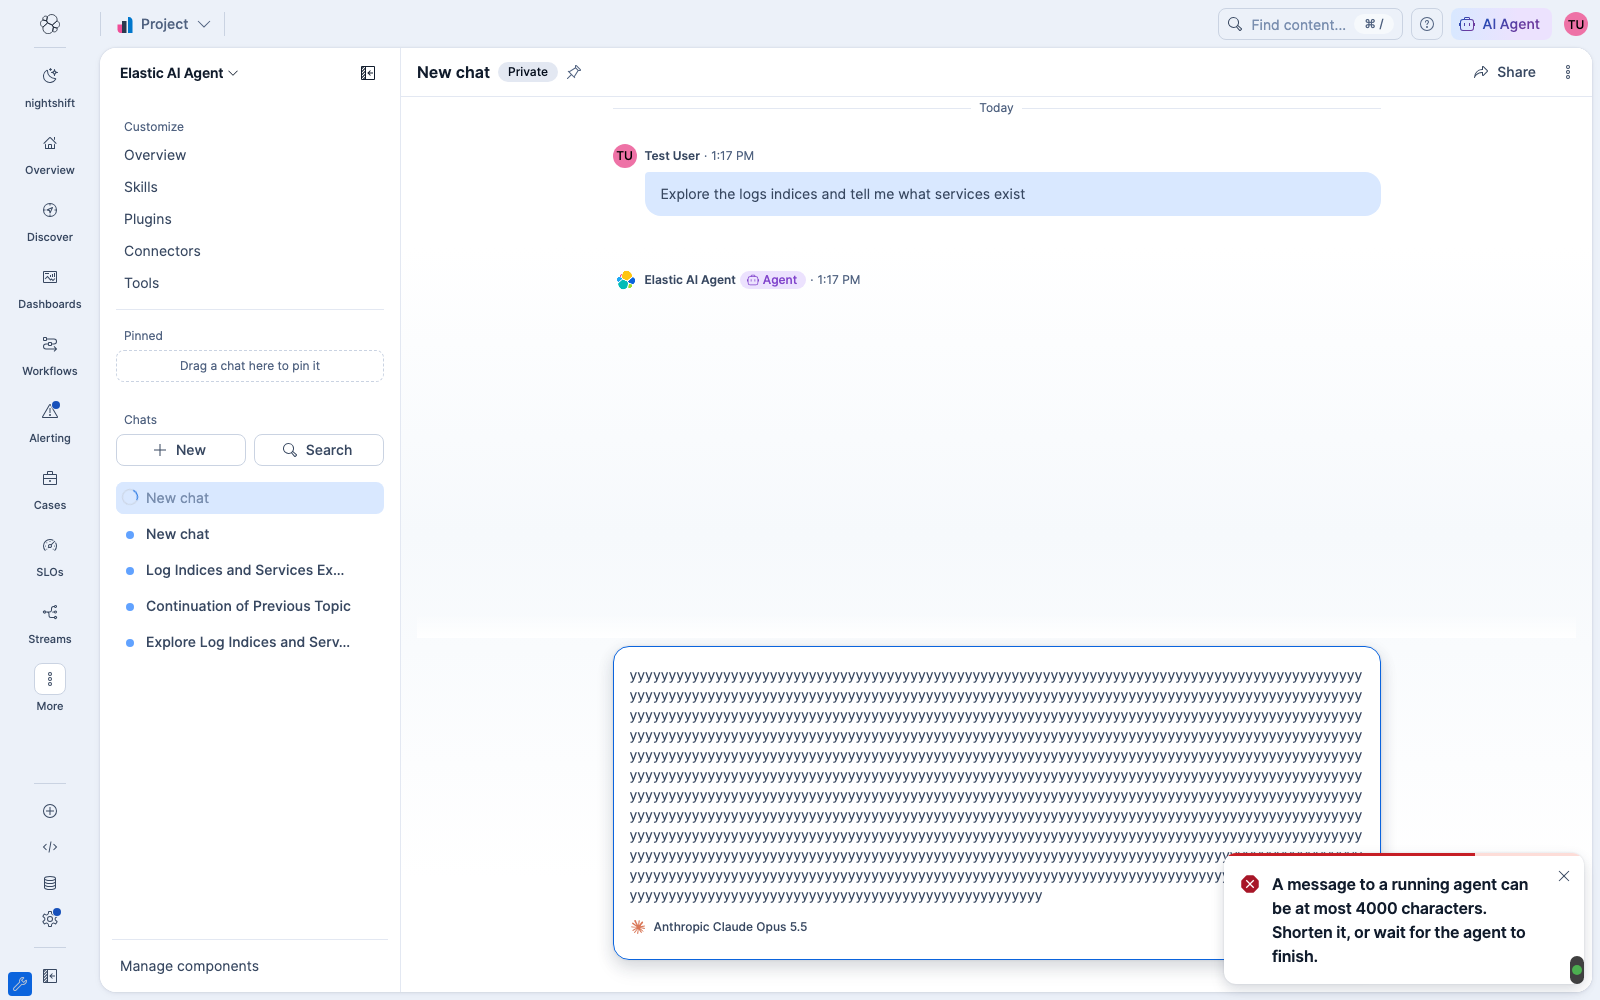 Project
Find content...
⌘ /
AI Agent
TU
nightshift
Overview
Discover
Dashboards
Workflows
Alerting
Cases
SLOs
Streams
More
Elastic AI Agent
Customize
Overview
Skills
Plugins
Connectors
Tools
Pinned
Drag a chat here to pin it
Chats
New
Search
New chat
New chat
Log Indices and Services Ex...
Continuation of Previous Topic
Explore Log Indices and Serv...
Manage components
New chat
Private
Share
Today
TU
Test User · 1:17 PM
Explore the logs indices and tell me what services exist
Elastic AI Agent
Agent
· 1:17 PM
Anthropic Claude Opus 5.5
A message to a running agent can
be at most 4000 characters.
Shorten it, or wait for the agent to
finish.